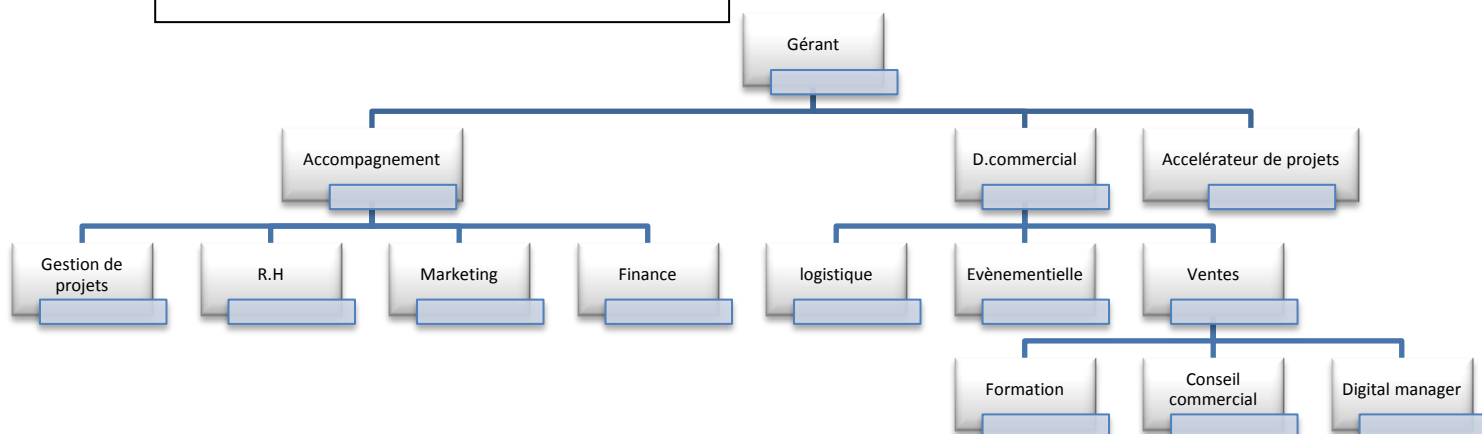 Gérant
Accompagnement
D.commercial
Accelérateur de projets
Gestion de
projets
R.H
Marketing
Finance
logistique
Evènementielle
Ventes
Formation
Conseil
commercial
Digital manager